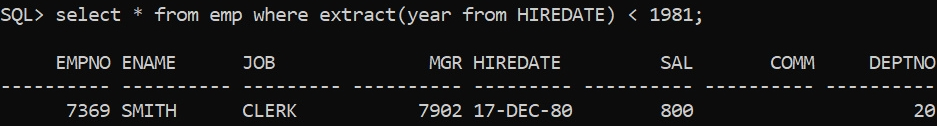 SQL> select * from emp where extract(year from HIREDATE) < 1981;
EMPNO ENAME JOB MGR HIREDATE SAL COMM DEPTNO
---------- ---------- --------- ---------- --------- ---------- ---------- ----------
7369 SMITH CLERK 7902 17-DEC-80 800 20